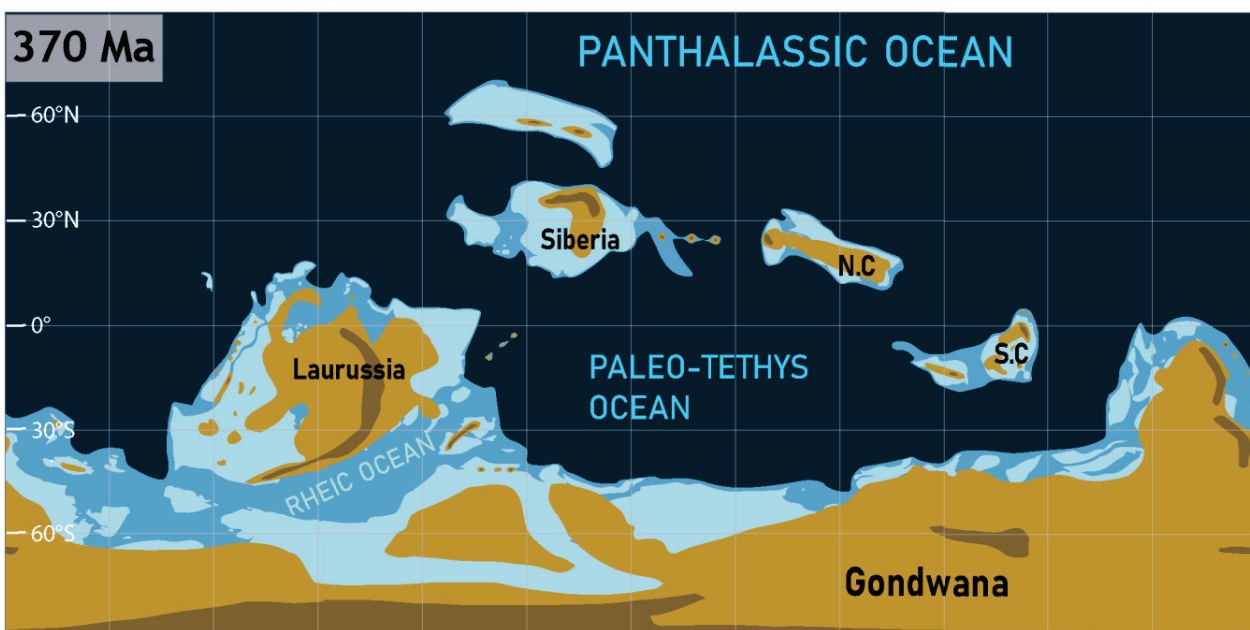 370 Ma
PANTHALASSIC OCEAN
60°N
30°N
Siberia
N.C
0°
S.C
Laurussia
PALEO-TETHYS
OCEAN
30°S
RHEIC OCEAN
60°S
Gondwana